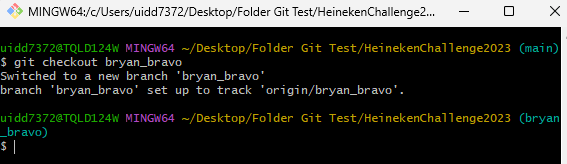 MINGW64:/c/Users/uidd7372/Desktop/Folder Git Test/HeinekenChallenge2...
uidd7372@TQLD124W MINGW64 ~/Desktop/Folder Git Test/HeinekenChallenge2023 (main)
$ git checkout bryan_bravo
Switched to a new branch 'bryan_bravo'
branch 'bryan_bravo' set up to track 'origin/bryan_bravo'.
uidd7372@TQLD124W MINGW64 ~/Desktop/Folder Git Test/HeinekenChallenge2023 (bryan
_bravo)
$